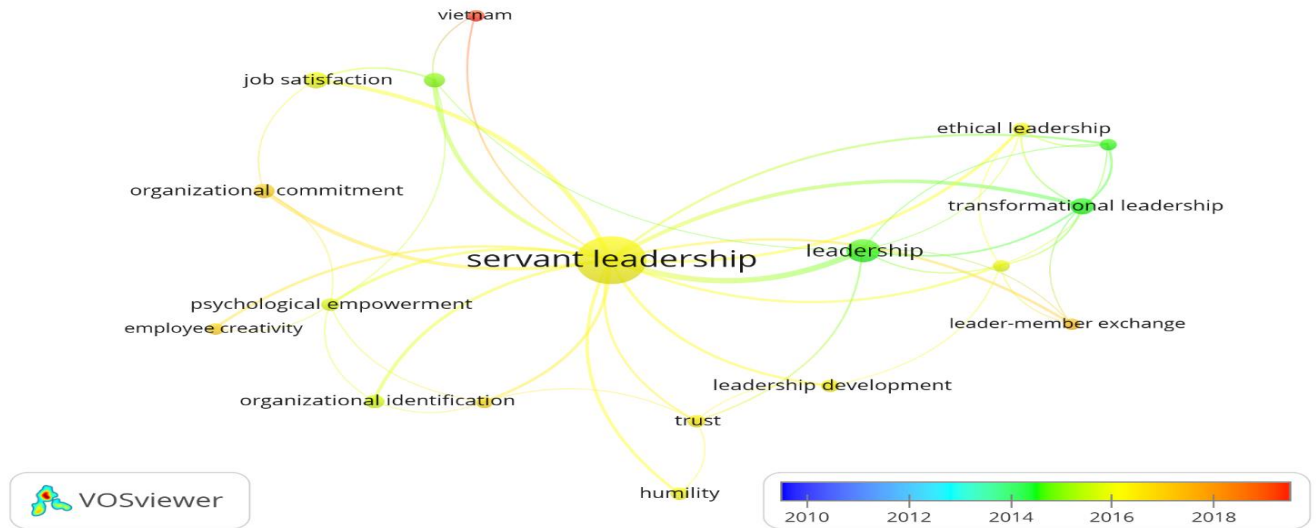 vietnam
job satisfaction
ethical leadership
organizational commitment
transformational leadership
servant leadership
leadership
psychological empowerment
employee creativity
leader-member exchange
leadership development
organizational identification
trust
humility
VOSviewer
2010 2012 2014 2016 2018